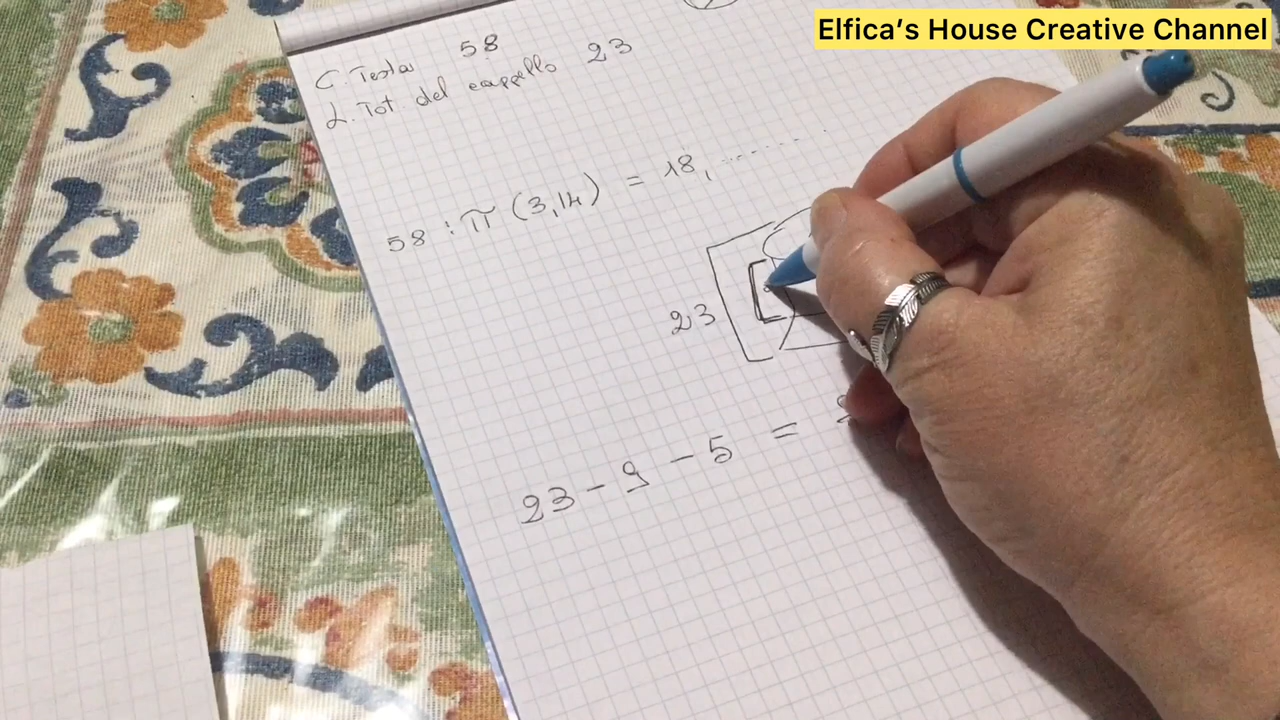 Elfica's House Creative Channel
C. Testa 58
L. Tot del cappello 23
58 : π (3,14) = 18, .......
23
23 - 9 - 5 =